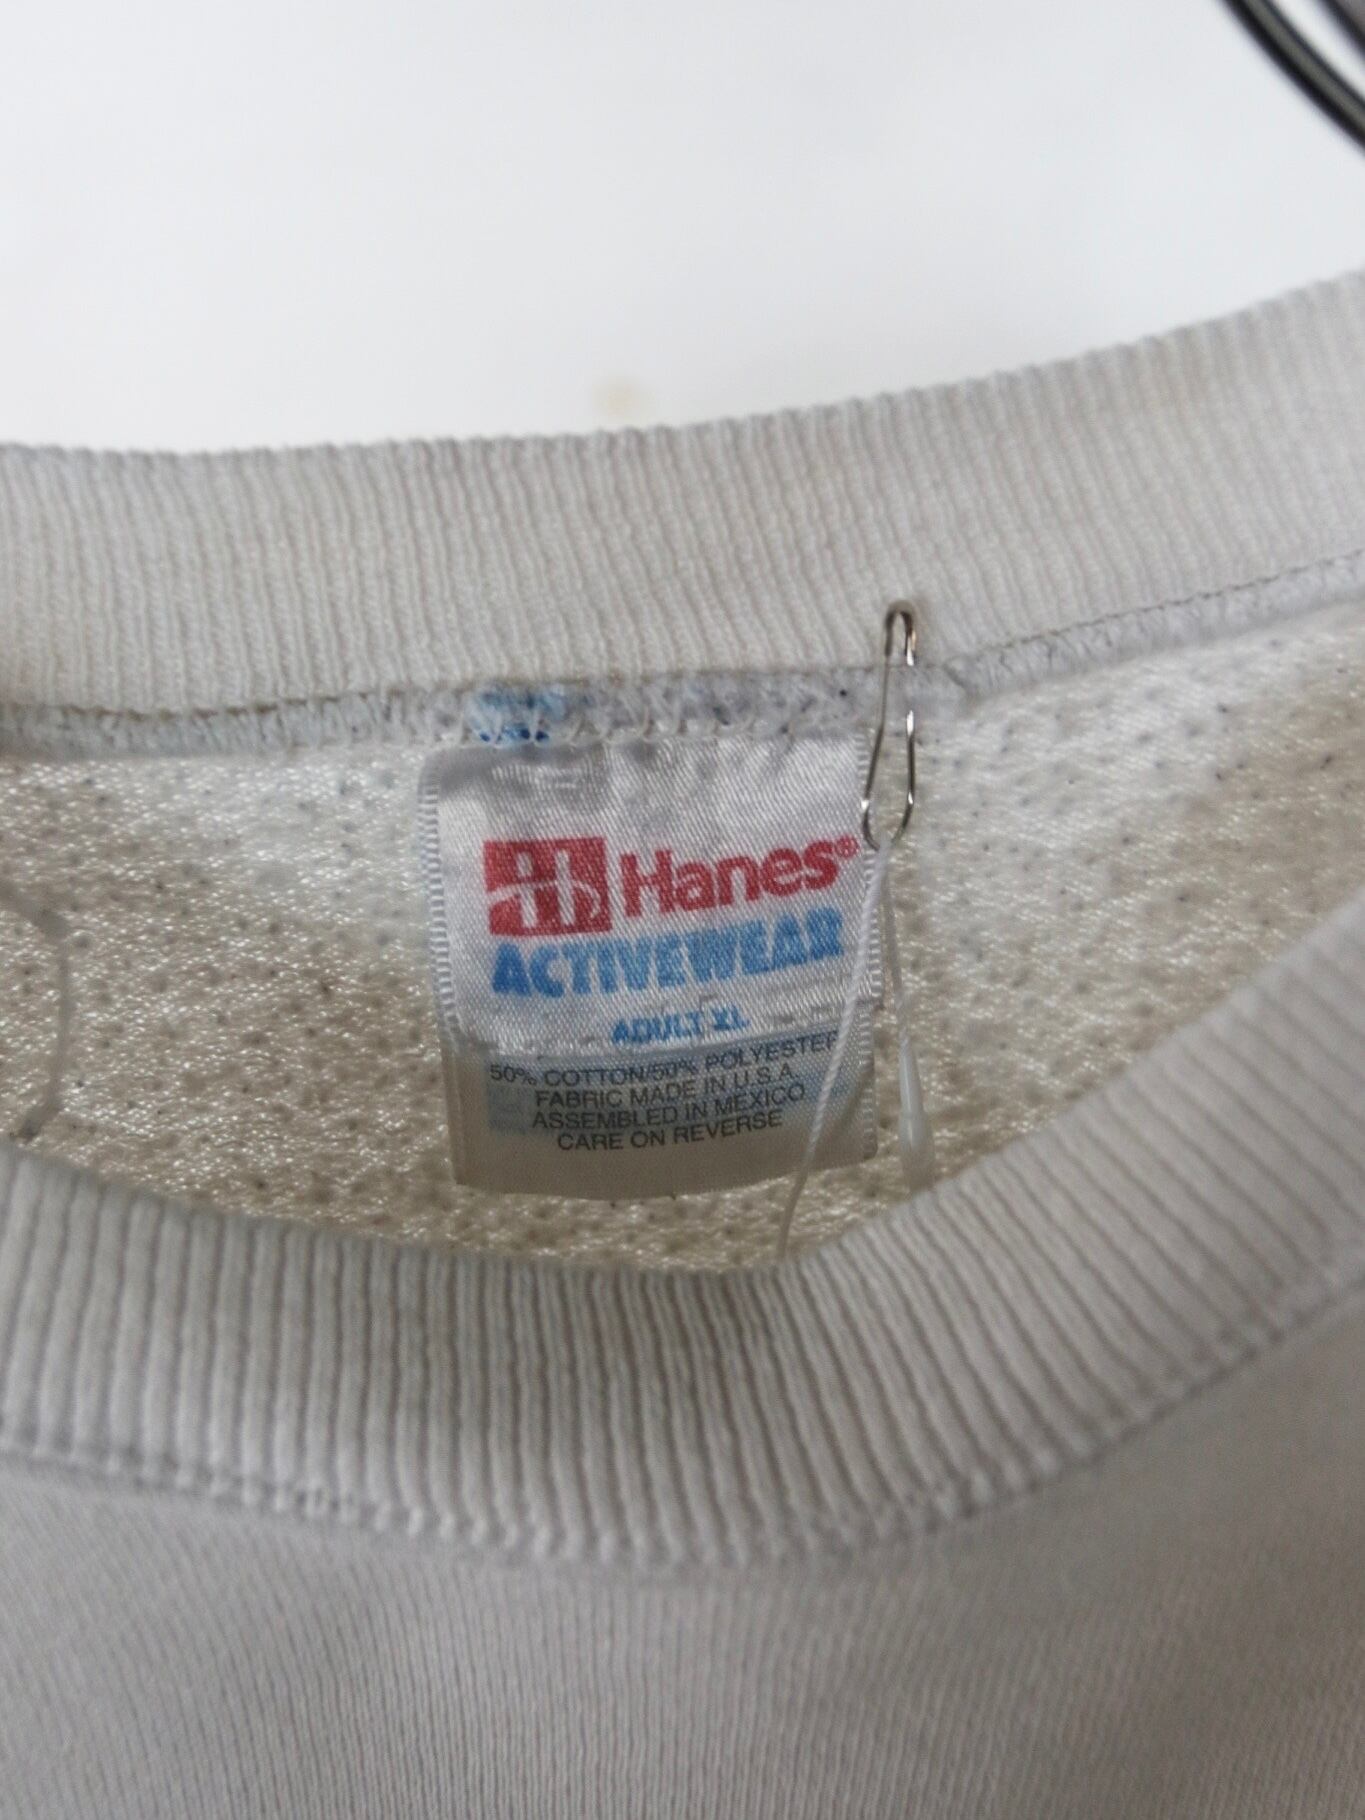 Hanes®
ACTIVEWEAR
ADULT XL
50% COTTON/50% POLYESTER
FABRIC MADE IN U.S.A.
ASSEMBLED IN MEXICO
CARE ON REVERSE